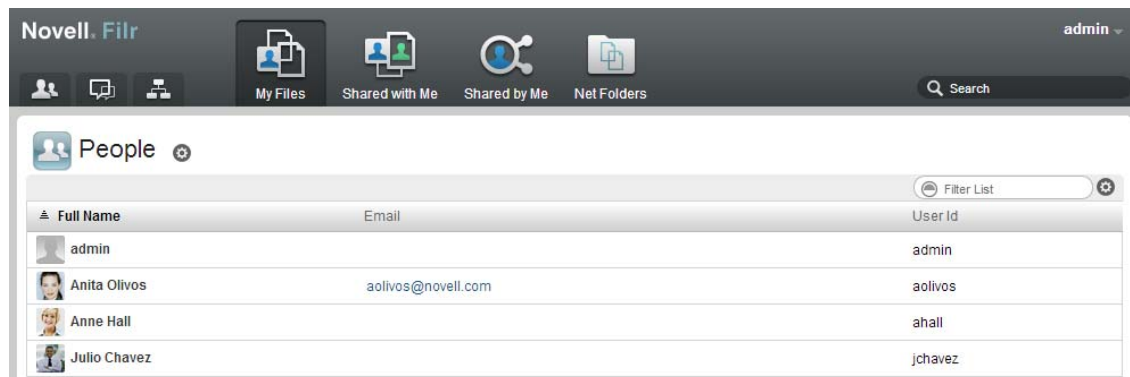 Novell. Filr
admin
My Files
Shared with Me
Shared by Me
Net Folders
Search
People
Filter List
Full Name Email User Id
admin admin
Anita Olivos aolivos@novell.com aolivos
Anne Hall ahall
Julio Chavez jchavez